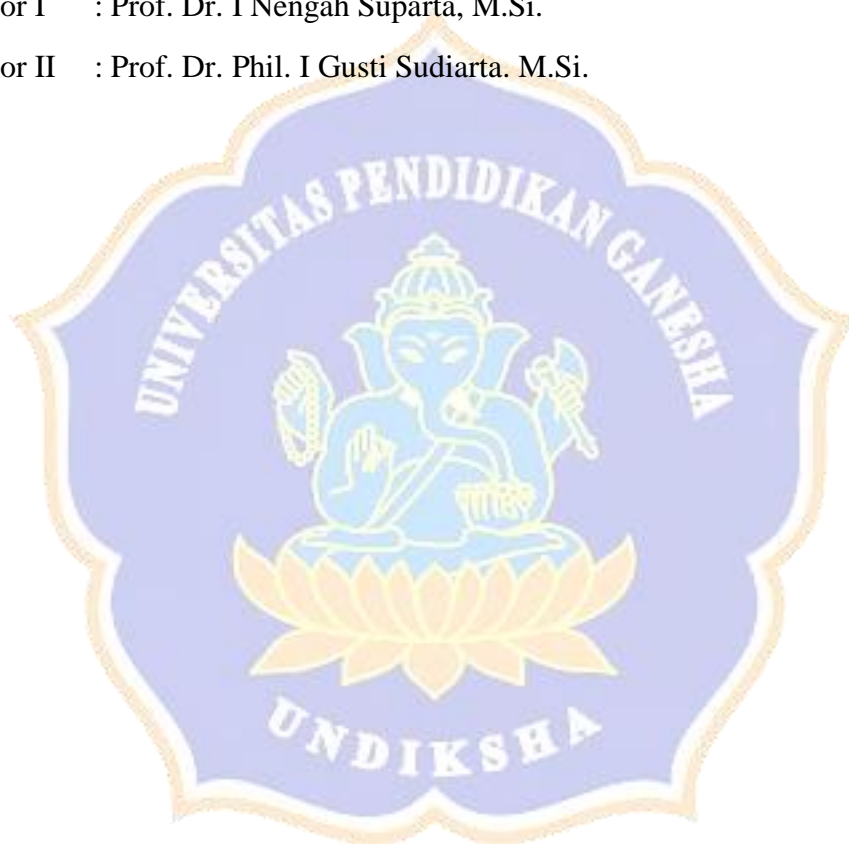 or I : Prof. Dr. I Nengah Suparta, M.Si.
or II : Prof. Dr. Phil. I Gusti Sudiarta. M.Si.
UNIVERSITAS PENDIDIKAN GANESHA
UNDIKSHA